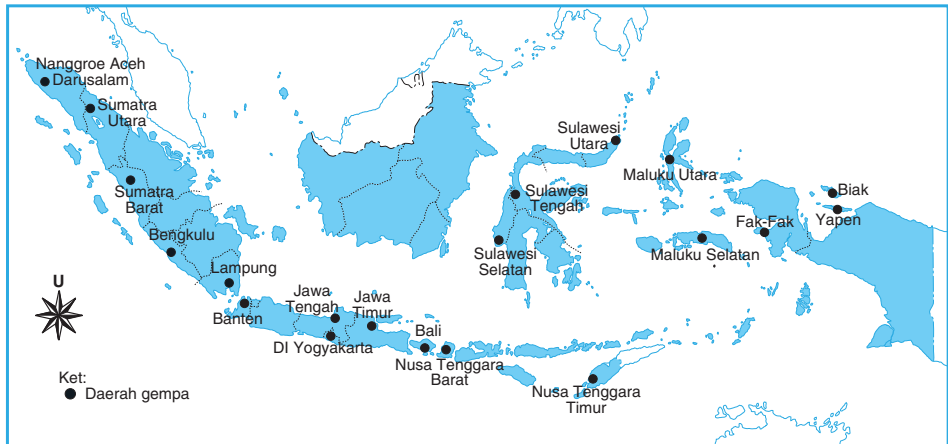 Nanggroe Aceh
Darusalam
Sumatra
Utara
Sumatra
Barat
Bengkulu
Lampung
Banten
Jawa
Tengah
Jawa
Timur
DI Yogyakarta
Bali
Nusa Tenggara
Barat
Nusa Tenggara
Timur
Sulawesi
Utara
Sulawesi
Tengah
Sulawesi
Selatan
Maluku Utara
Maluku Selatan
Fak-Fak
Biak
Yapen
U
Ket:
Daerah gempa